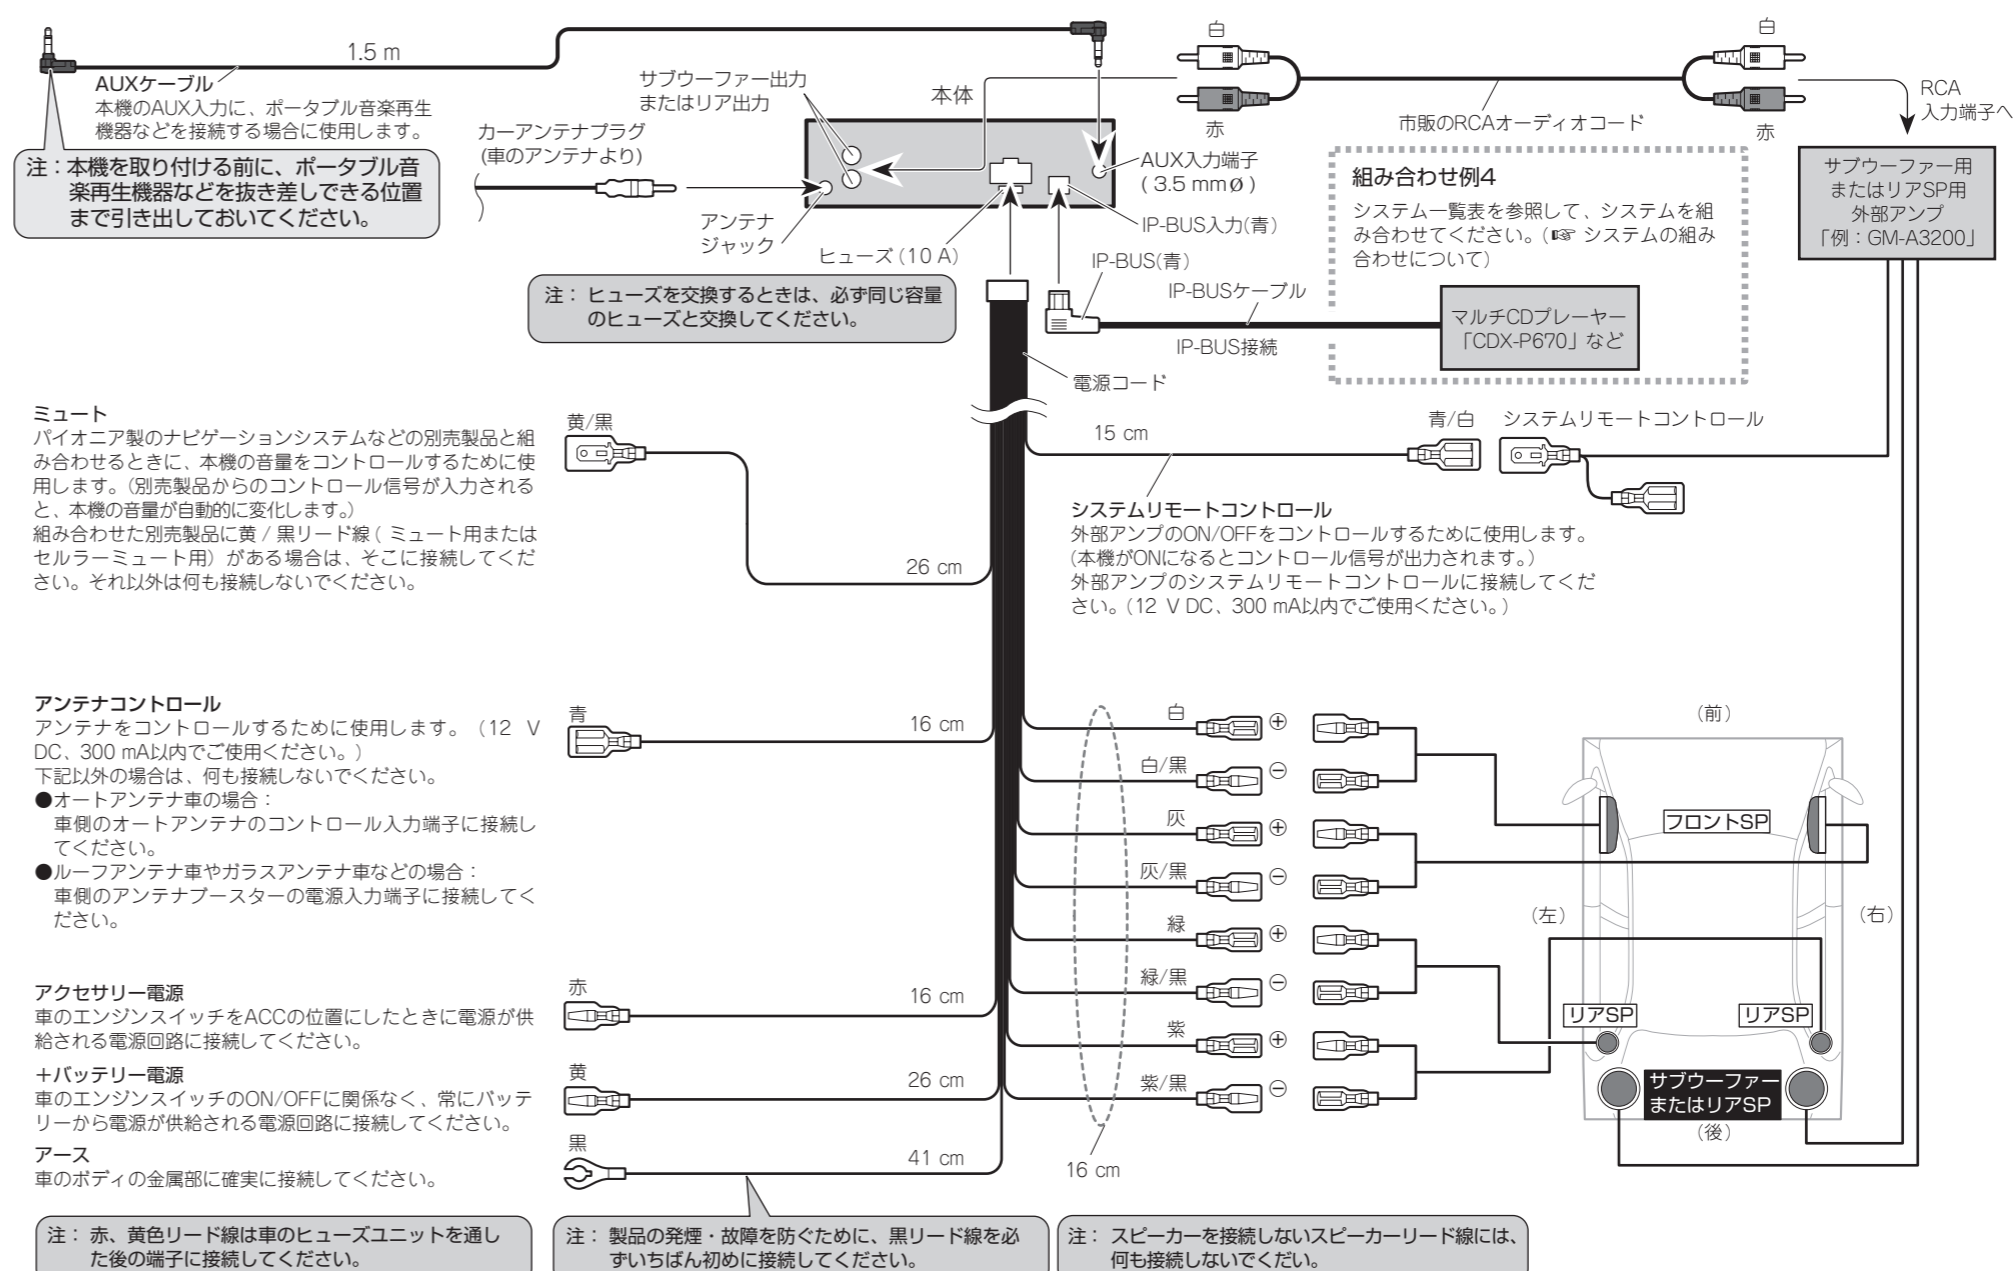 1.5 m
AUXケーブル
本機のAUX入力に、ポータブル音楽再生
機器などを接続する場合に使用します。
注：本機を取り付ける前に、ポータブル音
楽再生機器などを抜き差しできる位置
まで引き出しておいてください。
カーアンテナプラグ
(車のアンテナより)
サブウーファー出力
またはリア出力
本体
アンテナ
ジャック
ヒューズ(10 A)
注： ヒューズを交換するときは、必ず同じ容量
のヒューズと交換してください。
AUX入力端子
( 3.5 mmø )
IP-BUS入力(青)
IP-BUS(青)
IP-BUSケーブル
IP-BUS接続
電源コード
白
赤
市販のRCAオーディオコード
白
赤
RCA
入力端子へ
組み合わせ例4
システム一覧表を参照して、システムを組
み合わせてください。(☞ システムの組み
合わせについて)
マルチCDプレーヤー
「CDX-P670」など
サブウーファー用
またはリアSP用
外部アンプ
「例：GM-A3200」
ミュート
パイオニア製のナビゲーションシステムなどの別売製品と組
み合わせるときに、本機の音量をコントロールするために使
用します。(別売製品からのコントロール信号が入力される
と、本機の音量が自動的に変化します。)
組み合わせた別売製品に黄 / 黒リード線( ミュート用または
セルラーミュート用) がある場合は、そこに接続してくだ
さい。それ以外は何も接続しないでください。
黄/黒
26 cm
15 cm
青/白
システムリモートコントロール
システムリモートコントロール
外部アンプのON/OFFをコントロールするために使用します。
(本機がONになるとコントロール信号が出力されます。)
外部アンプのシステムリモートコントロールに接続してくだ
さい。(12 V DC、300 mA以内でご使用ください。)
アンテナコントロール
アンテナをコントロールするために使用します。 (12 V
DC、300 mA以内でご使用ください。)
下記以外の場合は、何も接続しないでください。
●オートアンテナ車の場合：
車側のオートアンテナのコントロール入力端子に接続し
てください。
●ルーフアンテナ車やガラスアンテナ車などの場合：
車側のアンテナブースターの電源入力端子に接続してく
ださい。
青
16 cm
アクセサリー電源
車のエンジンスイッチをACCの位置にしたときに電源が供
給される電源回路に接続してください。
赤
16 cm
＋バッテリー電源
車のエンジンスイッチのON/OFFに関係なく、常にバッテ
リーから電源が供給される電源回路に接続してください。
黄
26 cm
アース
車のボディの金属部に確実に接続してください。
黒
41 cm
白 ⊕
白/黒 ⊖
灰 ⊕
灰/黒 ⊖
緑 ⊕
緑/黒 ⊖
紫 ⊕
紫/黒 ⊖
16 cm
(前)
フロントSP
(左)
(右)
リアSP
リアSP
サブウーファー
またはリアSP
(後)
注： 赤、黄色リード線は車のヒューズユニットを通し
た後の端子に接続してください。
注： 製品の発煙・故障を防ぐために、黒リード線を必
ずいちばん初めに接続してください。
注： スピーカーを接続しないスピーカーリード線には、
何も接続しないでくだい。